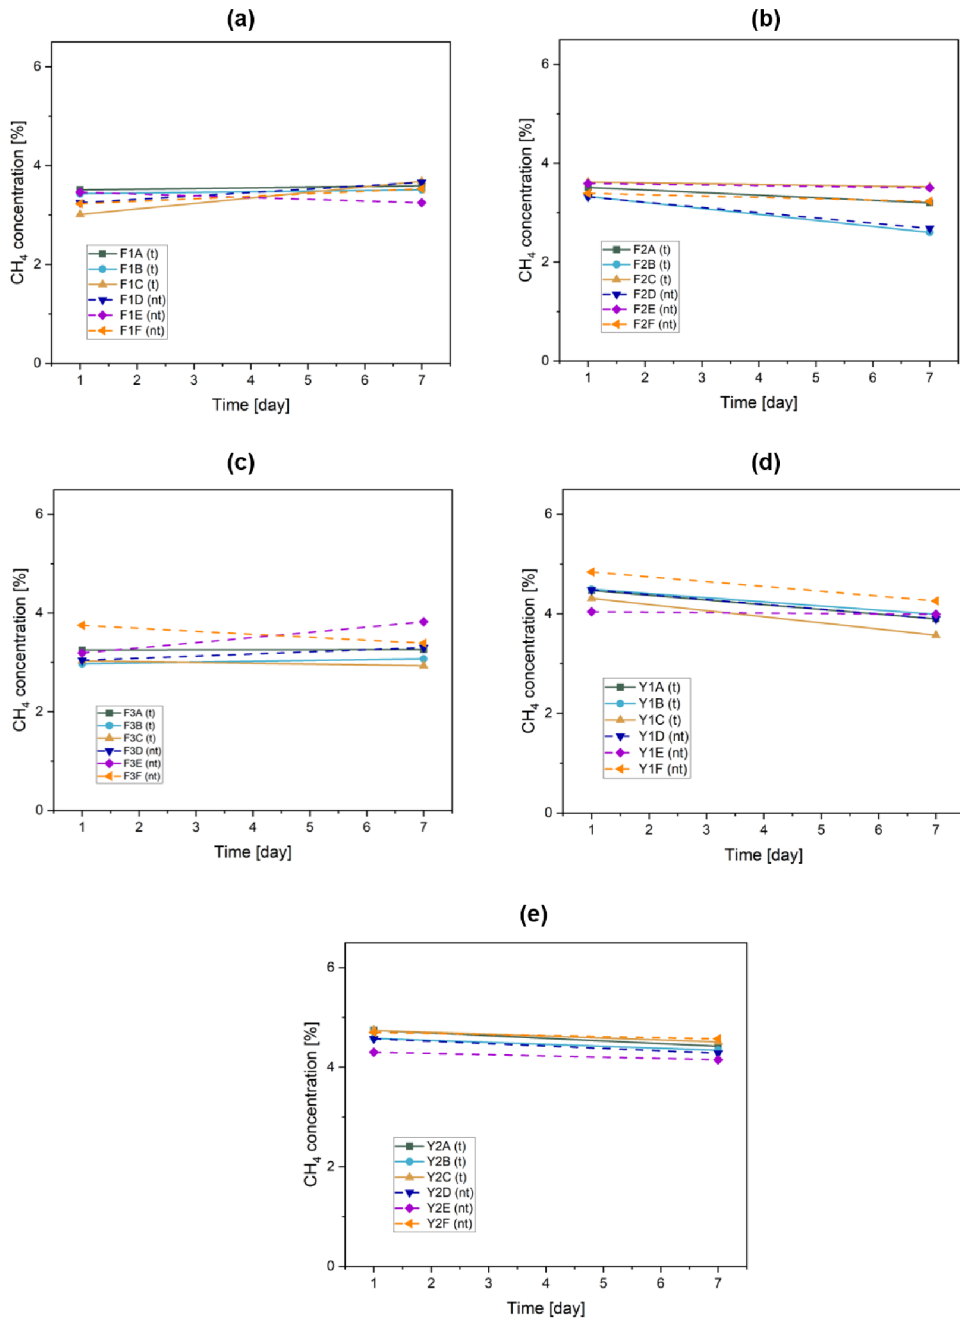 (a)
CH₄ concentration [%]
6
4
2
0
F1A (t)
F1B (t)
F1C (t)
F1D (nt)
F1E (nt)
F1F (nt)
1 2 3 4 5 6 7
Time [day]
(b)
CH₄ concentration [%]
6
4
2
0
F2A (t)
F2B (t)
F2C (t)
F2D (nt)
F2E (nt)
F2F (nt)
1 2 3 4 5 6 7
Time [day]
(c)
CH₄ concentration [%]
6
4
2
0
F3A (t)
F3B (t)
F3C (t)
F3D (nt)
F3E (nt)
F3F (nt)
1 2 3 4 5 6 7
Time [day]
(d)
CH₄ concentration [%]
6
4
2
0
Y1A (t)
Y1B (t)
Y1C (t)
Y1D (nt)
Y1E (nt)
Y1F (nt)
1 2 3 4 5 6 7
Time [day]
(e)
CH₄ concentration [%]
6
4
2
0
Y2A (t)
Y2B (t)
Y2C (t)
Y2D (nt)
Y2E (nt)
Y2F (nt)
1 2 3 4 5 6 7
Time [day]